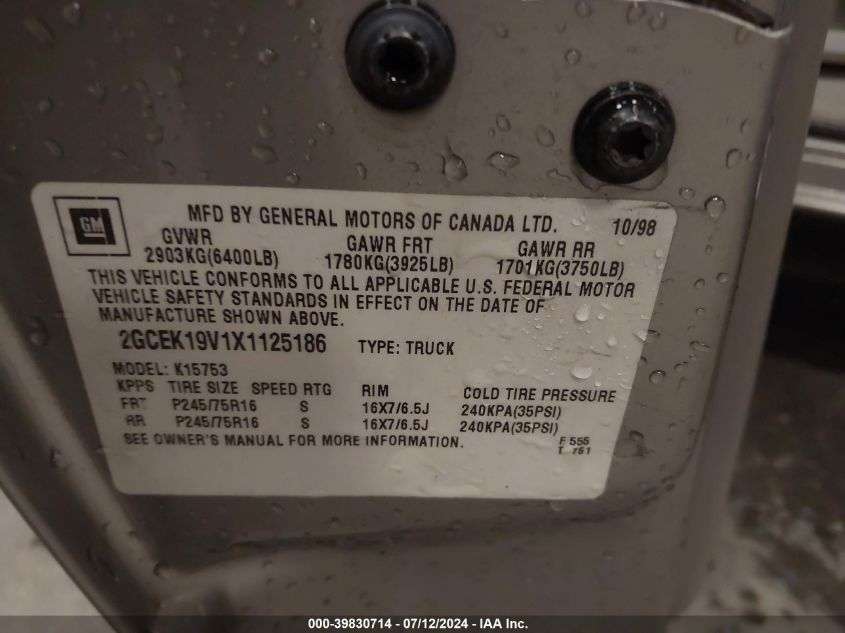 GM
MFD BY GENERAL MOTORS OF CANADA LTD. 10/98
GVWR GAWR FRT GAWR RR
2903KG(6400LB) 1780KG(3925LB) 1701KG(3750LB)
THIS VEHICLE CONFORMS TO ALL APPLICABLE U.S. FEDERAL MOTOR
VEHICLE SAFETY STANDARDS IN EFFECT ON THE DATE OF
MANUFACTURE SHOWN ABOVE.
2GCEK19V1X1125186 TYPE: TRUCK
MODEL: K15753
KPPS TIRE SIZE SPEED RTG RIM COLD TIRE PRESSURE
FRT P245/75R16 S 16X7/6.5J 240KPA(35PSI)
RR P245/75R16 S 16X7/6.5J 240KPA(35PSI)
SEE OWNER'S MANUAL FOR MORE INFORMATION. F 555
T 761
000-39830714 - 07/12/2024 - IAA Inc.